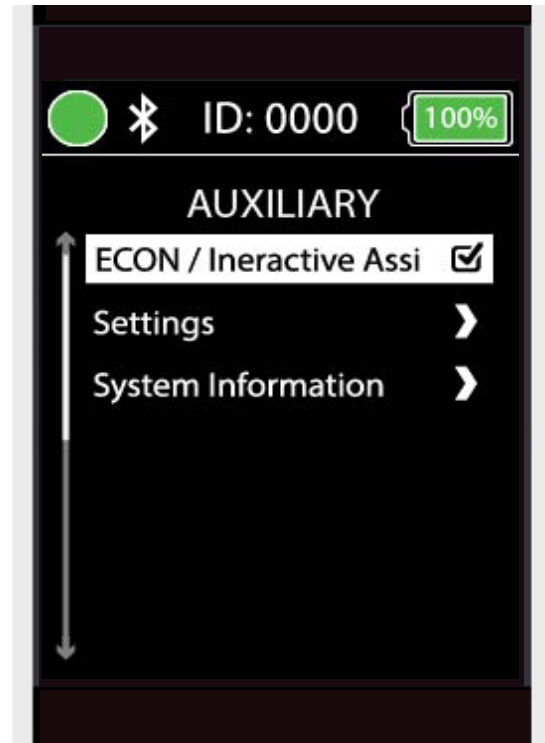 ID: 0000 100%
AUXILIARY
ECON / Ineractive Assi
Settings
System Information